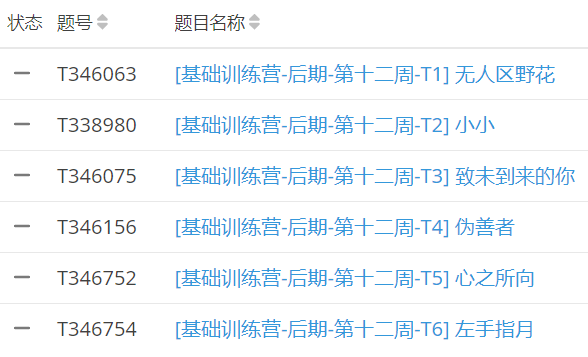 状态 题号 题目名称
— T346063 [基础训练营-后期-第十二周-T1] 无人区野花
— T338980 [基础训练营-后期-第十二周-T2] 小小
— T346075 [基础训练营-后期-第十二周-T3] 致未到来的你
— T346156 [基础训练营-后期-第十二周-T4] 伪善者
— T346752 [基础训练营-后期-第十二周-T5] 心之所向
— T346754 [基础训练营-后期-第十二周-T6] 左手指月